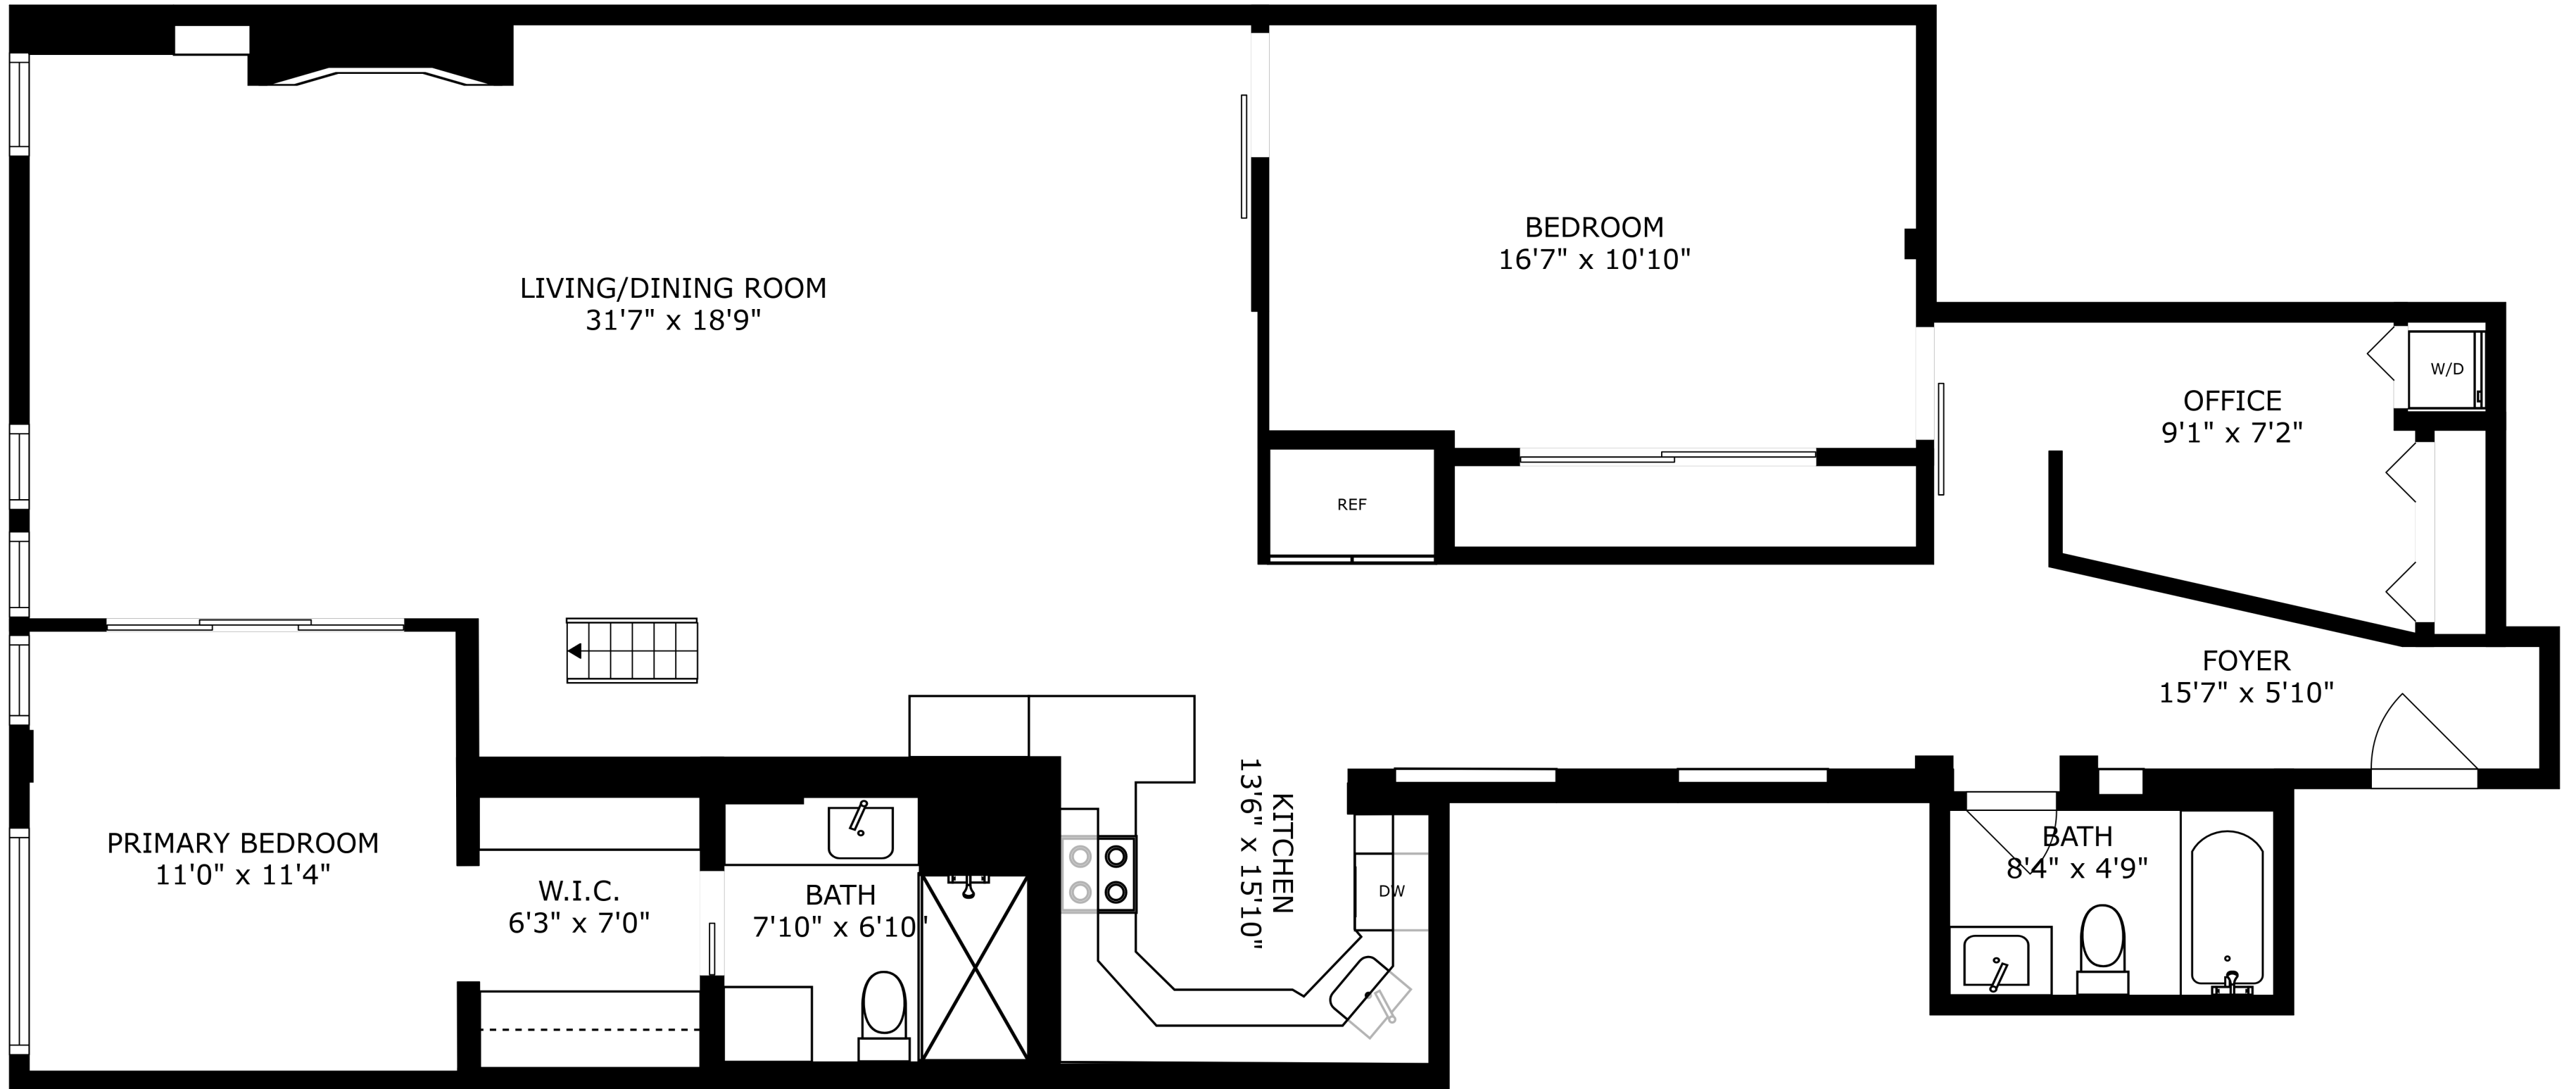 BEDROOM
16'7" x 10'10"
LIVING/DINING ROOM
31'7" x 18'9"
W/D
OFFICE
9'1" x 7'2"
REF
FOYER
15'7" x 5'10"
KITCHEN
13'6" x 15'10"
PRIMARY BEDROOM
11'0" x 11'4"
W.I.C.
6'3" x 7'0"
BATH
7'10" x 6'10"
DW
BATH
8'4" x 4'9"